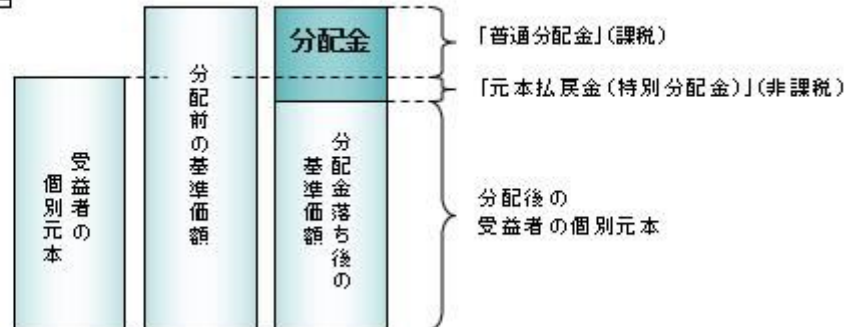 受益者の
個別元本
分配前の基準価額
分配金
分配金落ち後の
基準価額
「普通分配金」(課税)
「元本払戻金(特別分配金)」(非課税)
分配後の
受益者の個別元本